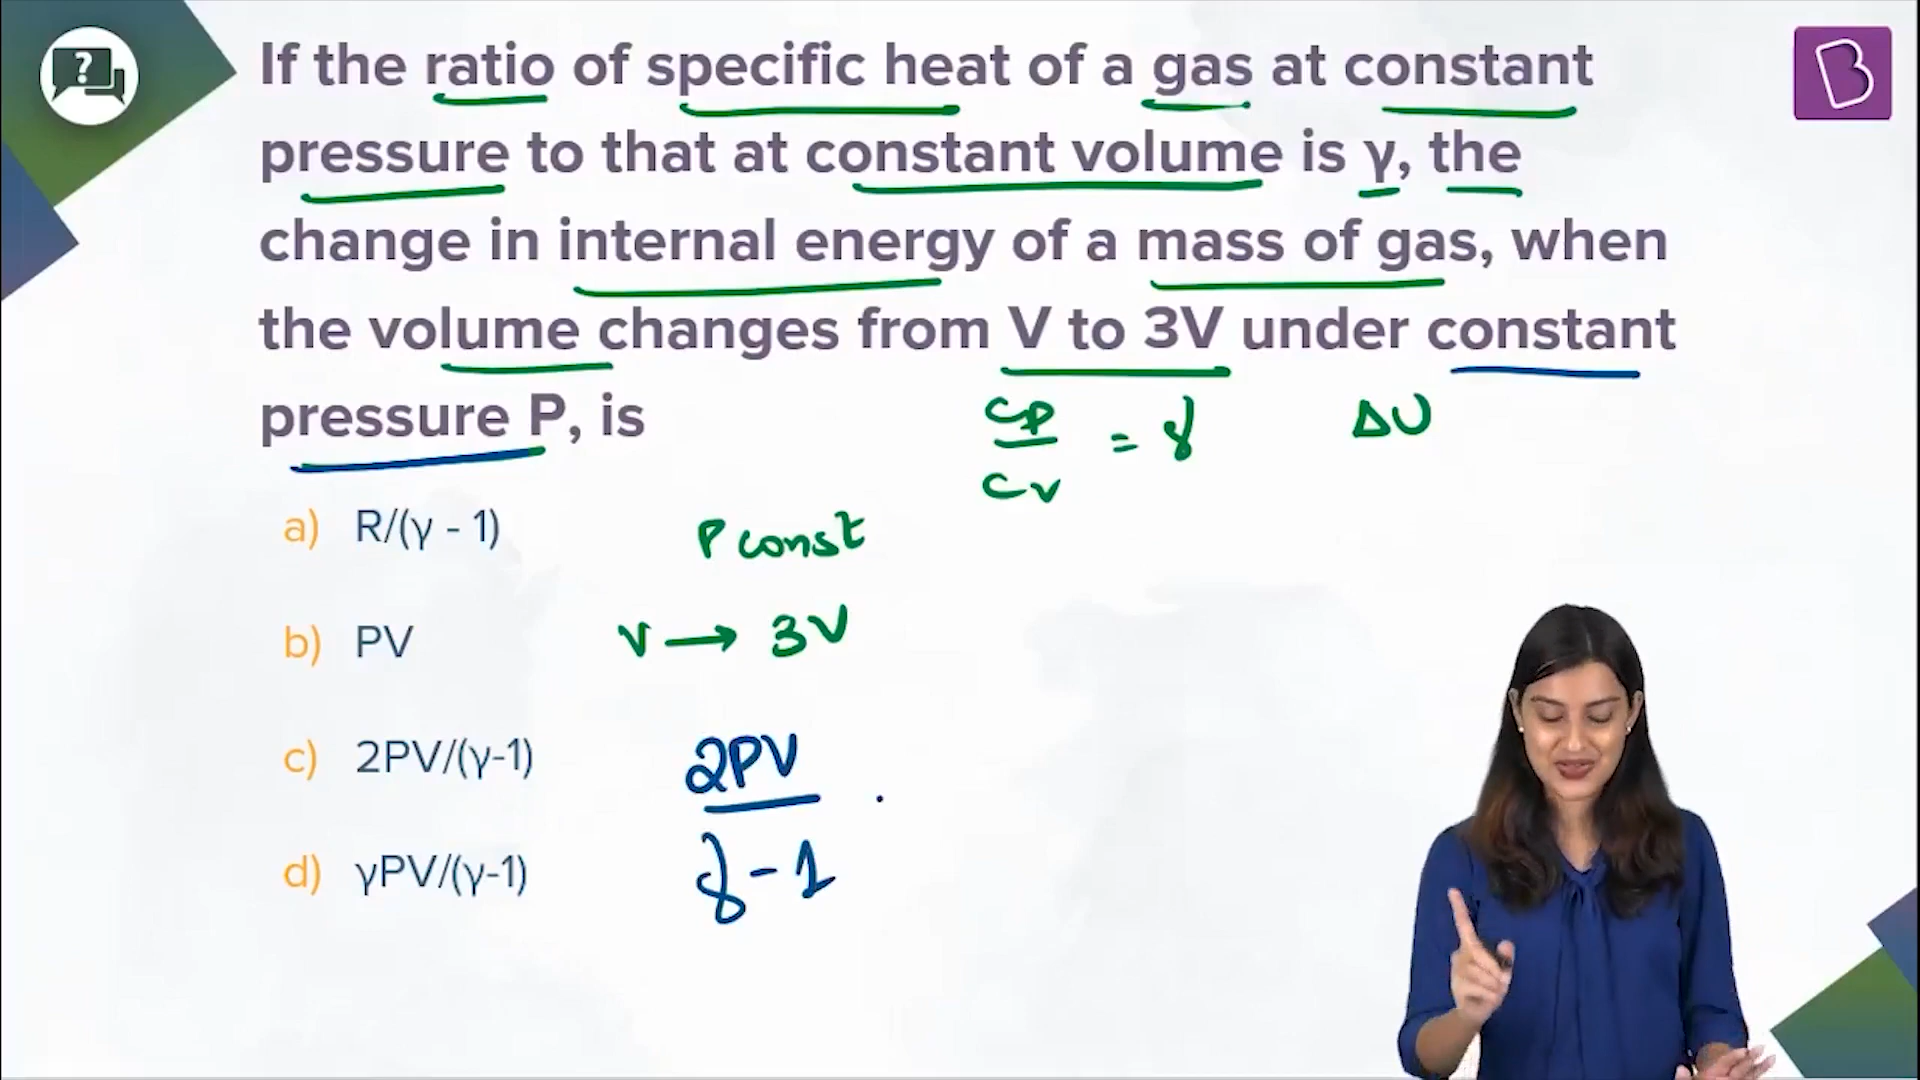 If the ratio of specific heat of a gas at constant
pressure to that at constant volume is γ, the
change in internal energy of a mass of gas, when
the volume changes from V to 3V under constant
pressure P, is
Cp/Cv = γ
ΔU
a) R/(γ - 1)
P const
b) PV
V → 3V
c) 2PV/(γ-1)
2PV
d) γPV/(γ-1)
γ - 1
?
B